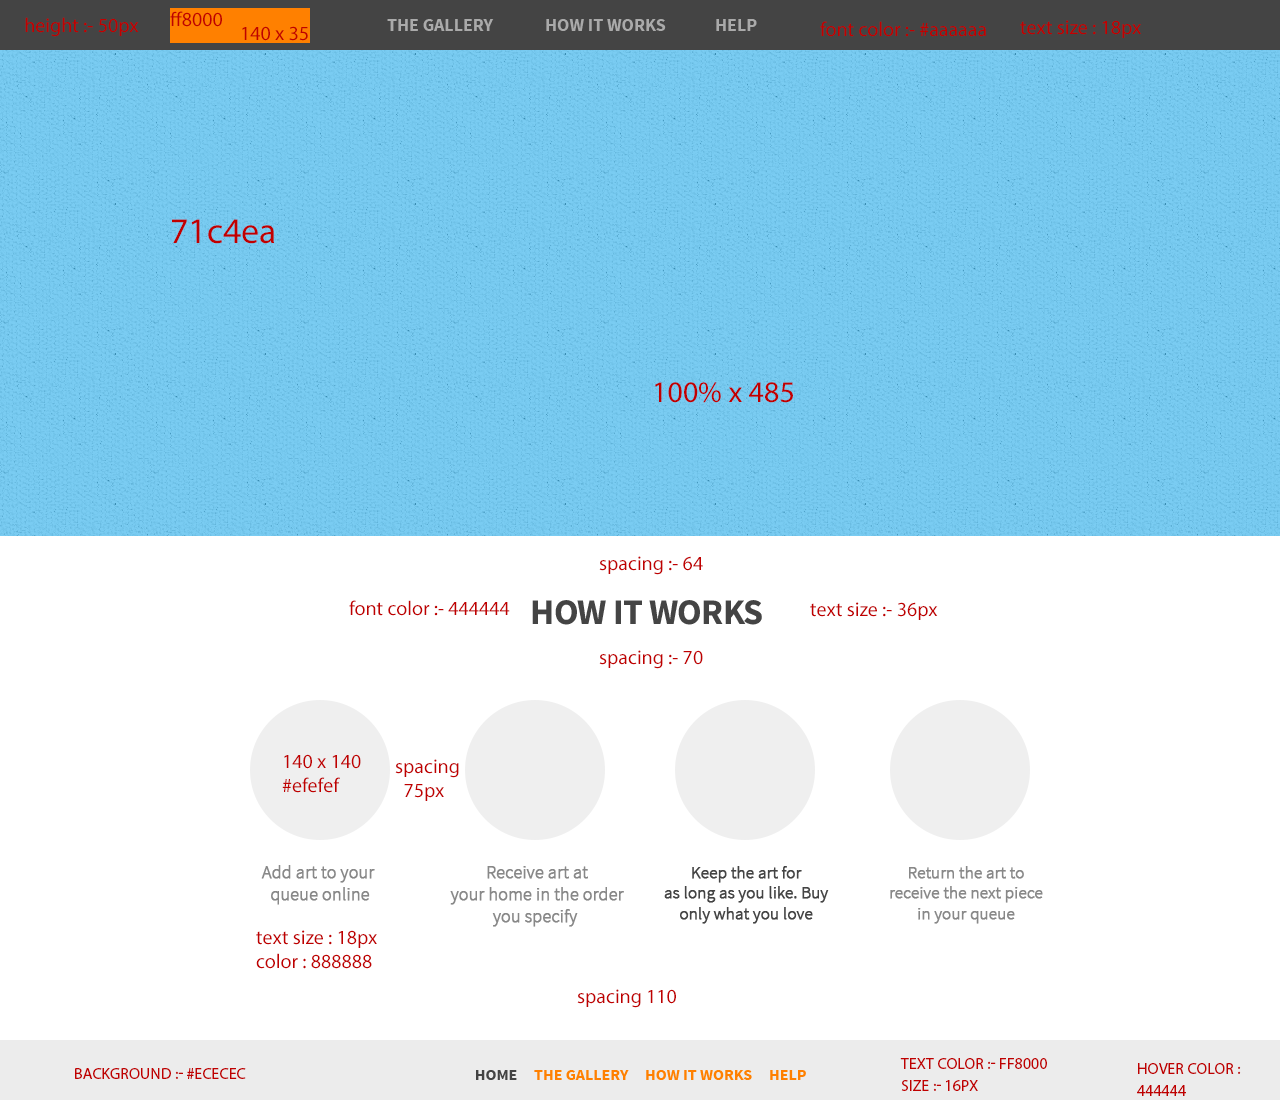 height :- 50px
ff8000
140 x 35
THE GALLERY HOW IT WORKS HELP
font color :- #aaaaaa
text size : 18px
71c4ea
100% x 485
spacing :- 64
font color :- 444444
HOW IT WORKS
text size :- 36px
spacing :- 70
140 x 140
#efefef
spacing
75px
Add art to your
queue online
Receive art at
your home in the order
you specify
Keep the art for
as long as you like. Buy
only what you love
Return the art to
receive the next piece
in your queue
text size : 18px
color : 888888
spacing 110
BACKGROUND :- #ECECEC
HOME THE GALLERY HOW IT WORKS HELP
TEXT COLOR :- FF8000
SIZE :- 16PX
HOVER COLOR :
444444